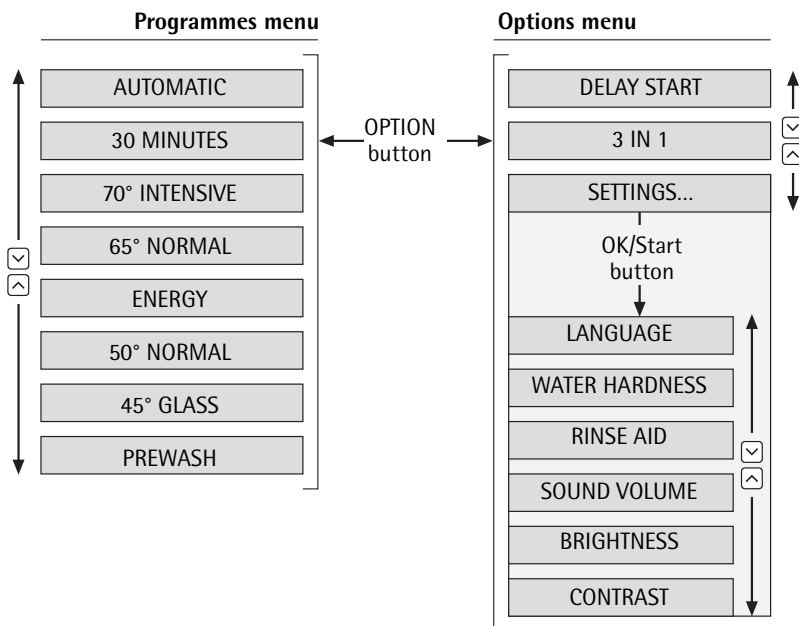 Programmes menu
AUTOMATIC
30 MINUTES
70° INTENSIVE
65° NORMAL
ENERGY
50° NORMAL
45° GLASS
PREWASH
OPTION
button
Options menu
DELAY START
3 IN 1
SETTINGS...
OK/Start
button
LANGUAGE
WATER HARDNESS
RINSE AID
SOUND VOLUME
BRIGHTNESS
CONTRAST